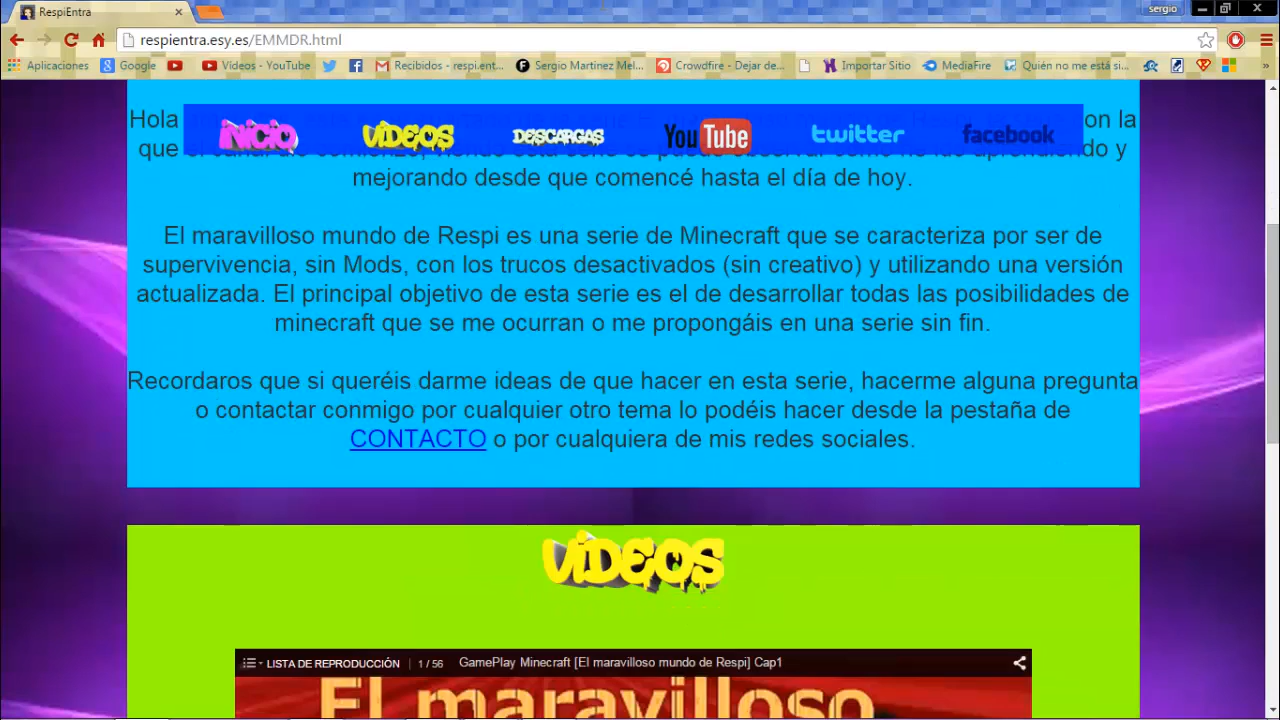 RespiEntra
sergio
respientra.esy.es/EMMDR.html
Aplicaciones Google Vídeos - YouTube Recibidos - respi.ent... Sergio Martinez Mel... Crowdfire - Dejar de... Importar Sitio MediaFire Quién no me está si...
INICIO VIDEOS DESCARGAS YouTube twitter facebook
Hola on la
que y
mejorando desde que comencé hasta el día de hoy.
El maravilloso mundo de Respi es una serie de Minecraft que se caracteriza por ser de
supervivencia, sin Mods, con los trucos desactivados (sin creativo) y utilizando una versión
actualizada. El principal objetivo de esta serie es el de desarrollar todas las posibilidades de
minecraft que se me ocurran o me propongáis en una serie sin fin.
Recordaros que si queréis darme ideas de que hacer en esta serie, hacerme alguna pregunta
o contactar conmigo por cualquier otro tema lo podéis hacer desde la pestaña de
CONTACTO o por cualquiera de mis redes sociales.
VIDEOS
LISTA DE REPRODUCCIÓN | 1 / 56 GamePlay Minecraft [El maravilloso mundo de Respi] Cap1
El maravilloso